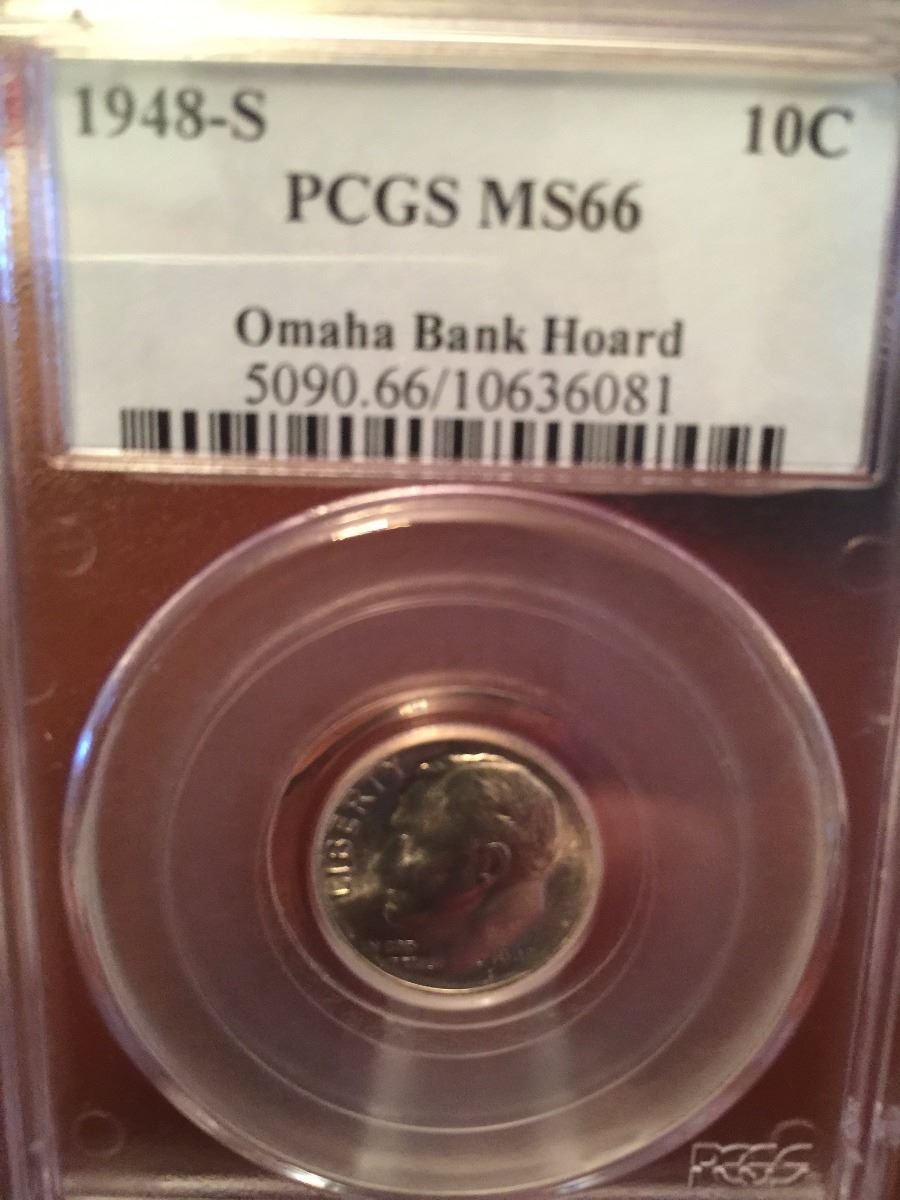 1948-S 10C
PCGS MS66
Omaha Bank Hoard
5090.66/10636081
LIBERTY
PCGS